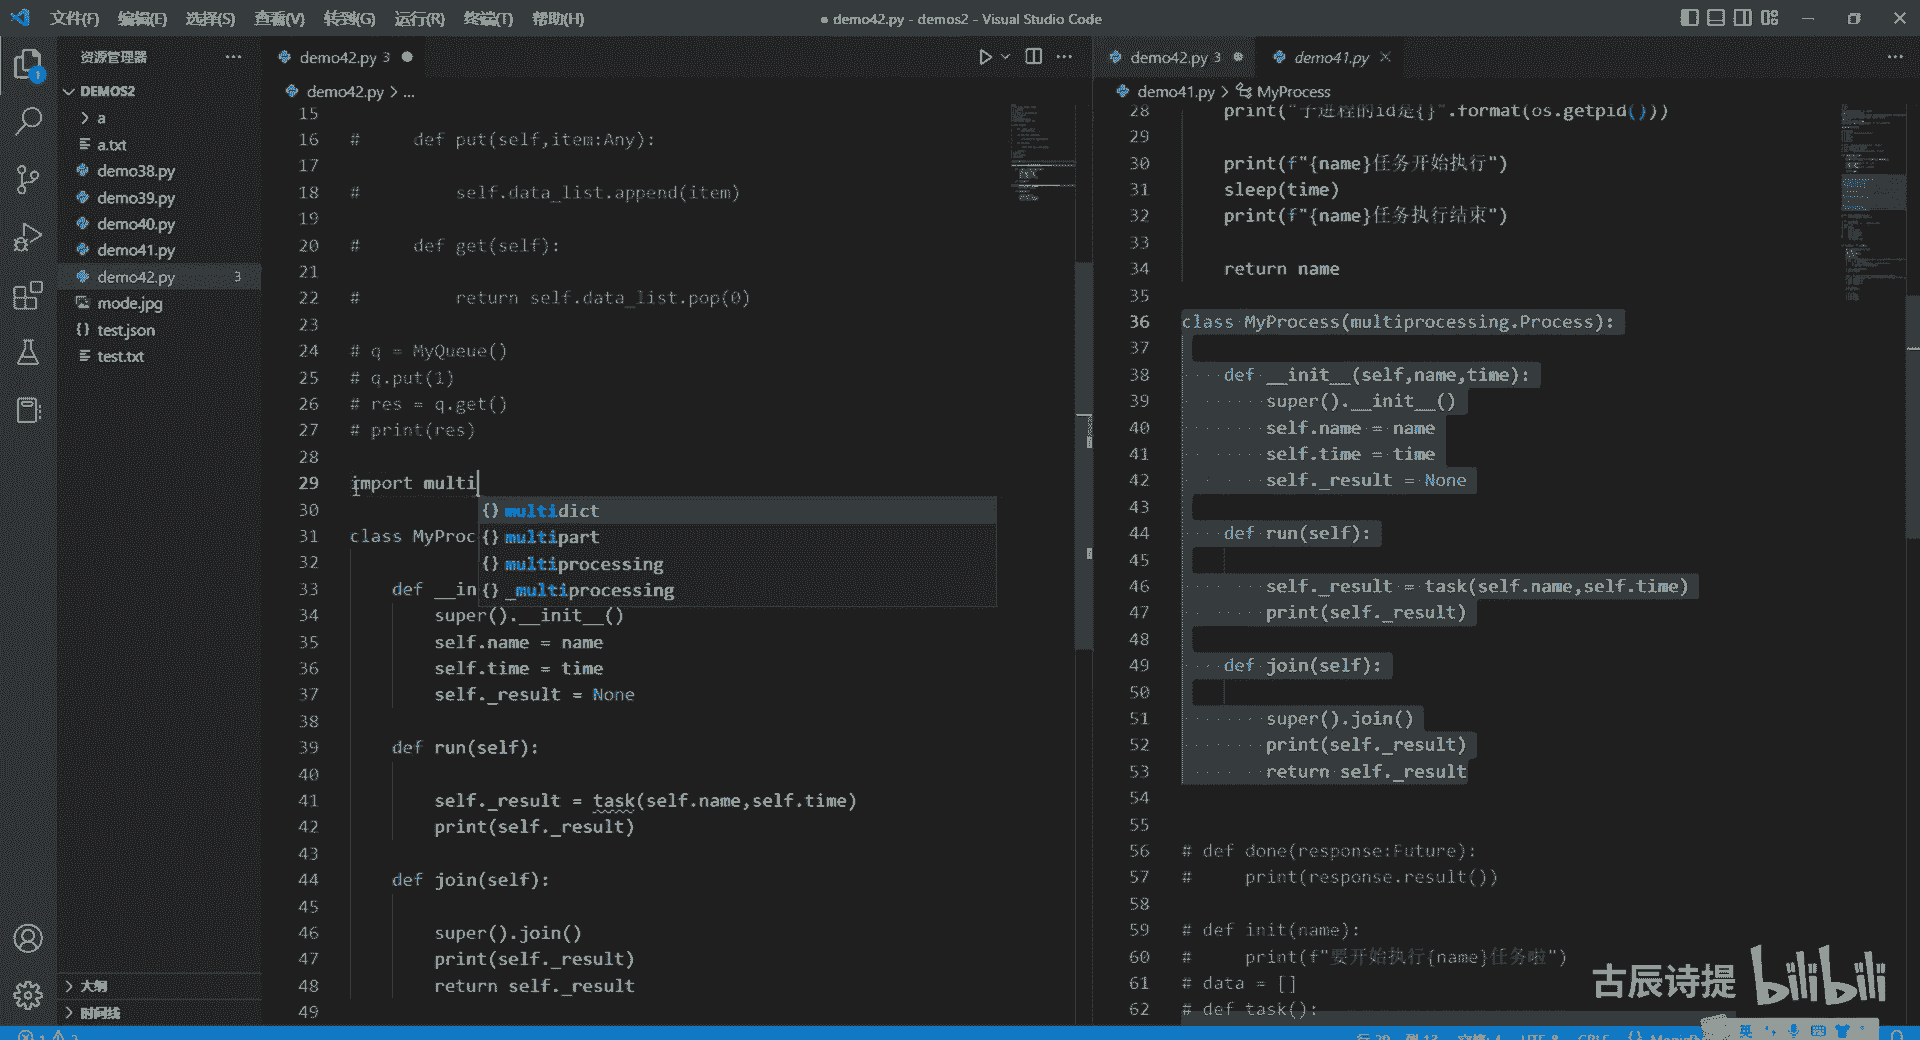 文件(F) 编辑(E) 选择(S) 查看(V) 转到(G) 运行(R) 终端(T) 帮助(H)
● demo42.py - demos2 - Visual Studio Code
资源管理器
DEMOS2
a
a.txt
demo38.py
demo39.py
demo40.py
demo41.py
demo42.py 3
mode.jpg
{} test.json
test.txt
大纲
时间线
1
demo42.py 3
demo42.py > ...
15
16 #     def put(self,item:Any):
17
18 #         self.data_list.append(item)
19
20 #     def get(self):
21
22 #         return self.data_list.pop(0)
23
24 # q = MyQueue()
25 # q.put(1)
26 # res = q.get()
27 # print(res)
28
29 import multi
{} multidict
{} multipart
{} multiprocessing
{} _multiprocessing
30
31 class MyProc
32
33     def __in
34         super().__init__()
35         self.name = name
36         self.time = time
37         self._result = None
38
39     def run(self):
40
41         self._result = task(self.name,self.time)
42         print(self._result)
43
44     def join(self):
45
46         super().join()
47         print(self._result)
48         return self._result
49
demo42.py 3
demo41.py
demo41.py > MyProcess
28     print("子进程的id是{}".format(os.getpid()))
29
30     print(f"{name}任务开始执行")
31     sleep(time)
32     print(f"{name}任务执行结束")
33
34     return name
35
36 class MyProcess(multiprocessing.Process):
37
38     def __init__(self,name,time):
39         super().__init__()
40         self.name = name
41         self.time = time
42         self._result = None
43
44     def run(self):
45
46         self._result = task(self.name,self.time)
47         print(self._result)
48
49     def join(self):
50
51         super().join()
52         print(self._result)
53         return self._result
54
55
56 # def done(response:Future):
57 #     print(response.result())
58
59 # def init(name):
60 #     print(f"要开始执行{name}任务啦")
61 # data = []
62 # def task():
古辰诗提 bilibili
英